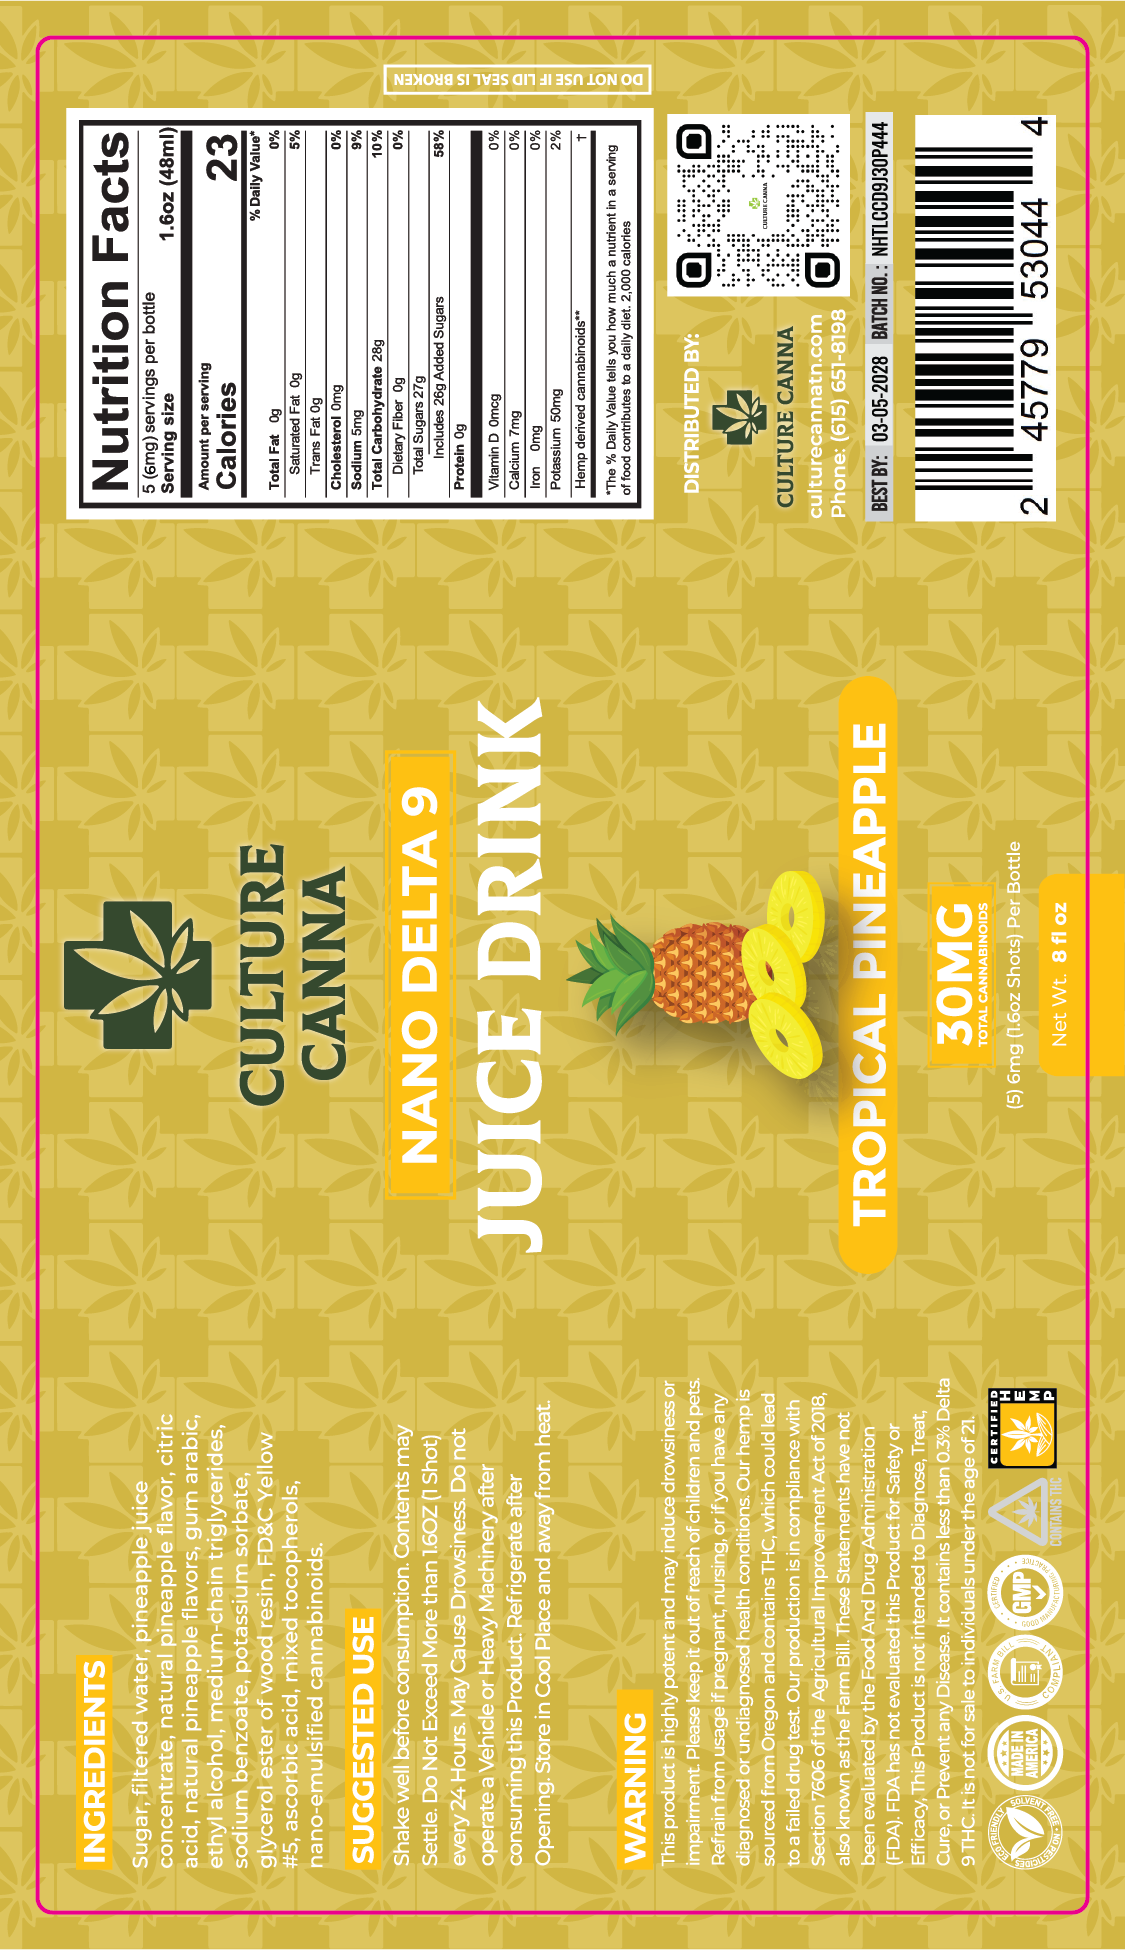 INGREDIENTS
Sugar, filtered water, pineapple juice
concentrate, natural pineapple flavor, citric
acid, natural pineapple flavors, gum arabic,
ethyl alcohol, medium-chain triglycerides,
sodium benzoate, potassium sorbate,
glycerol ester of wood resin, FD&C Yellow
#5, ascorbic acid, mixed tocopherols,
nano-emulsified cannabinoids.
SUGGESTED USE
Shake well before consumption. Contents may
Settle. Do Not Exceed More than 1.6OZ (1 Shot)
every 24 Hours. May Cause Drowsiness. Do not
operate a Vehicle or Heavy Machinery after
consuming this Product. Refrigerate after
Opening. Store in Cool Place and away from heat.
WARNING
This product is highly potent and may induce drowsiness or
impairment. Please keep it out of reach of children and pets.
Refrain from usage if pregnant, nursing, or if you have any
diagnosed or undiagnosed health conditions. Our hemp is
sourced from Oregon and contains THC, which could lead
to a failed drug test. Our production is in compliance with
Section 7606 of the Agricultural Improvement Act of 2018,
also known as the Farm Bill. These Statements have not
been evaluated by the Food And Drug Administration
(FDA), FDA has not evaluated this Product for Safety or
Efficacy, This Product is not intended to Diagnose, Treat,
Cure, or Prevent any Disease. It contains less than 0.3% Delta
9 THC. It is not for sale to individuals under the age of 21.
ECO FRIENDLY • SOLVENT FREE • NO PESTICIDES
MADE IN
AMERICA
U.S. FARM BILL
COMPLIANT
CERTIFIED
GMP
GOOD MANUFACTURING PRACTICE
CONTAINS THC
CERTIFIED
HEMP
CULTURE
CANNA
NANO DELTA 9
JUICE DRINK
TROPICAL PINEAPPLE
30MG
TOTAL CANNABINOIDS
(5) 6mg (1.6oz Shots) Per Bottle
Net Wt. 8 fl oz
DO NOT USE IF LID SEAL IS BROKEN
Nutrition Facts
5 (6mg) servings per bottle
Serving size 1.6oz (48ml)
Amount per serving
Calories 23
% Daily Value*
Total Fat 0g 0%
Saturated Fat 0g 5%
Trans Fat 0g
Cholesterol 0mg 0%
Sodium 5mg 9%
Total Carbohydrate 28g 10%
Dietary Fiber 0g 0%
Total Sugars 27g
Includes 26g Added Sugars 58%
Protein 0g
Vitamin D 0mcg 0%
Calcium 7mg 0%
Iron 0mg 0%
Potassium 50mg 2%
Hemp derived cannabinoids** †
*The % Daily Value tells you how much a nutrient in a serving
of food contributes to a daily diet. 2,000 calories
DISTRIBUTED BY:
CULTURE CANNA
culturecannatn.com
Phone: (615) 651-8198
CULTURE CANNA
BEST BY: 03-05-2028 BATCH NO. : NHTLCCD9J30P444
2 45779 53044 4